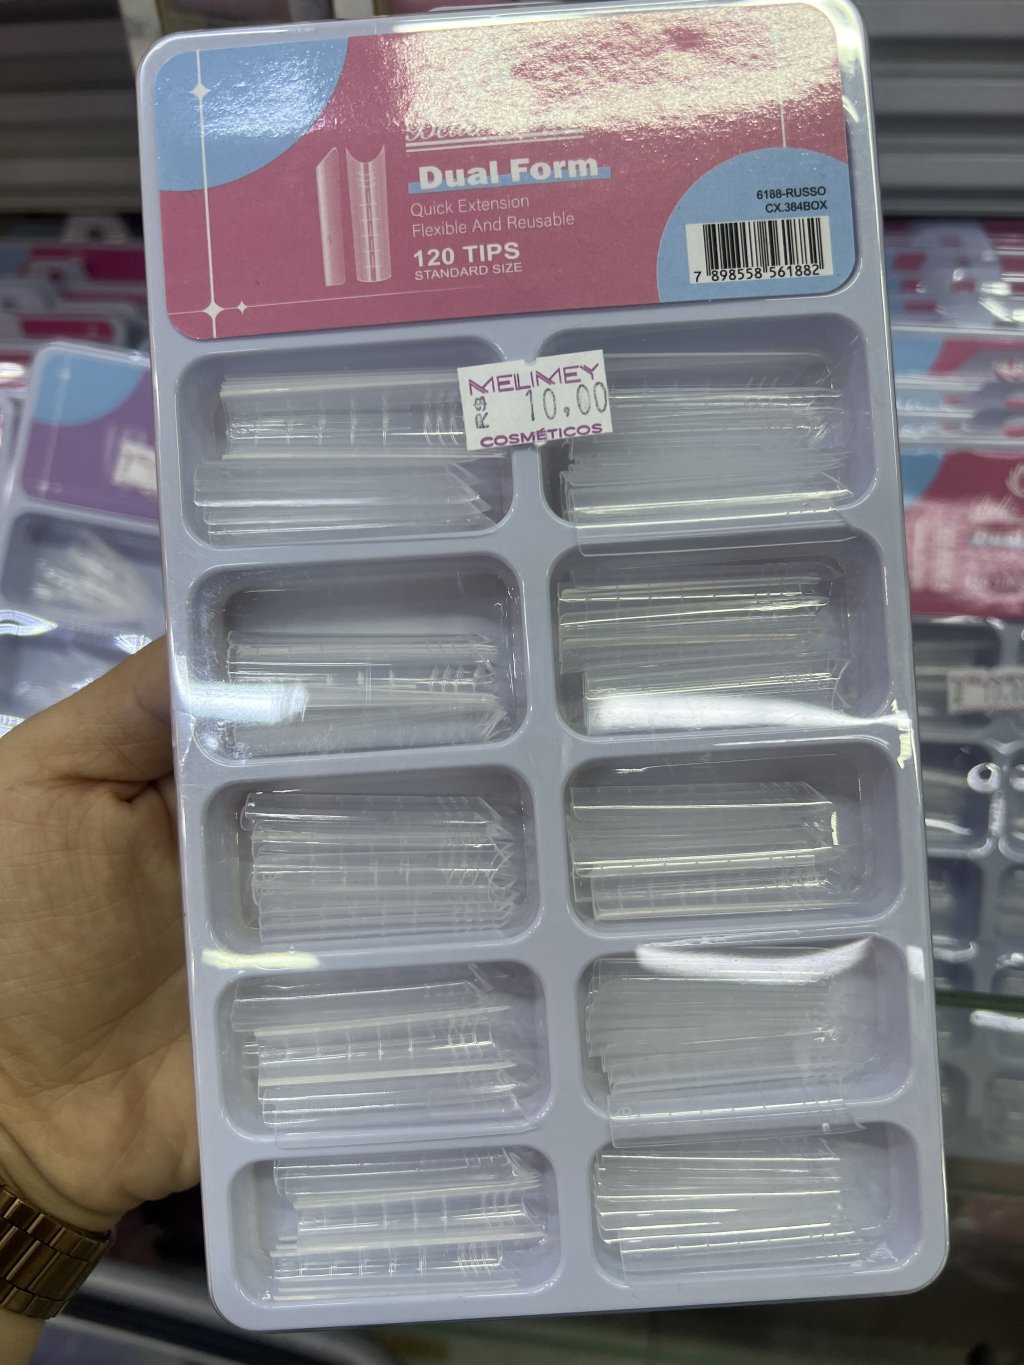 Dual Form
Quick Extension
Flexible And Reusable
120 TIPS
STANDARD SIZE
6188-RUSSO
CX.384BOX
7 898558 561882
MELIMEY
R$ 10,00
COSMÉTICOS